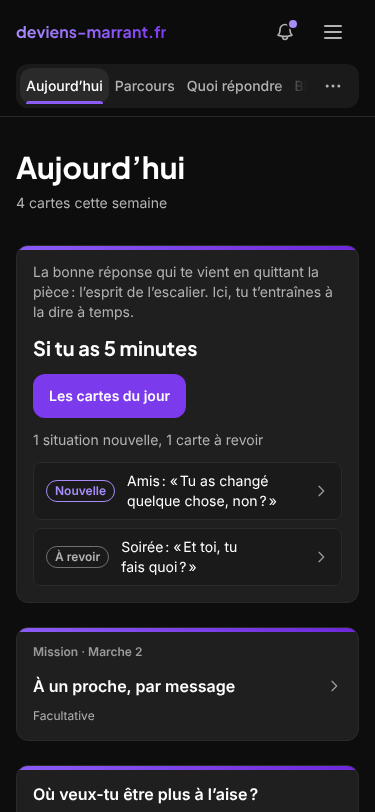 deviens-marrant.fr
Aujourd’hui Parcours Quoi répondre
Aujourd’hui
4 cartes cette semaine
La bonne réponse qui te vient en quittant la
pièce : l’esprit de l’escalier. Ici, tu t’entraînes à
la dire à temps.
Si tu as 5 minutes
Les cartes du jour
1 situation nouvelle, 1 carte à revoir
Nouvelle
Amis : « Tu as changé
quelque chose, non ? »
À revoir
Soirée : « Et toi, tu
fais quoi ? »
Mission · Marche 2
À un proche, par message
Facultative
Où veux-tu être plus à l’aise ?